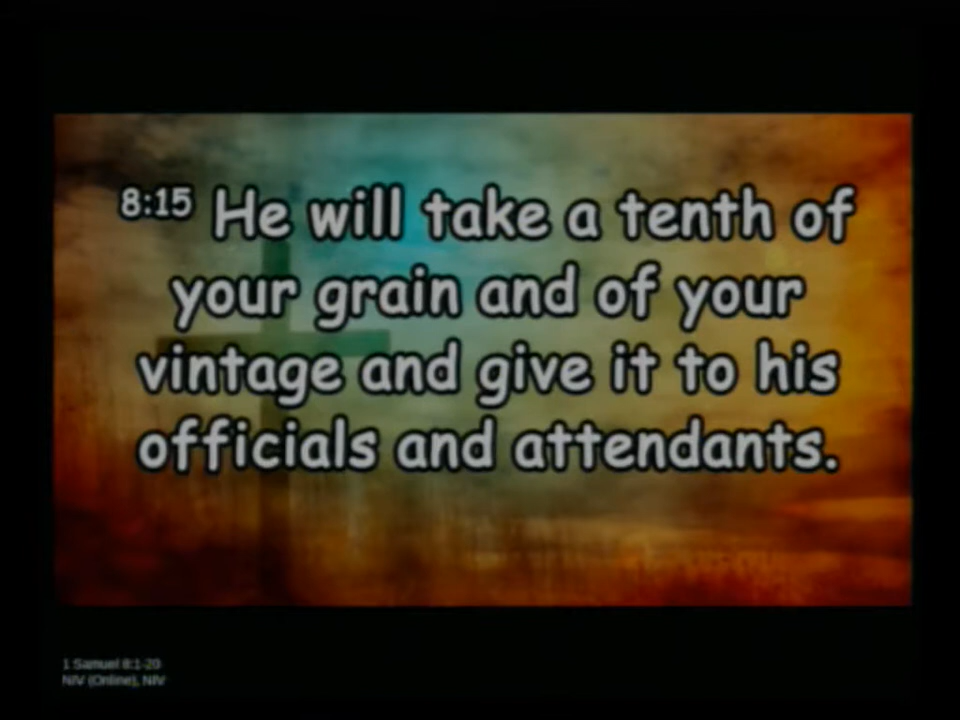 8:15 He will take a tenth of
your grain and of your
vintage and give it to his
officials and attendants.
1 Samuel 8:1-20
NIV (Online), NIV